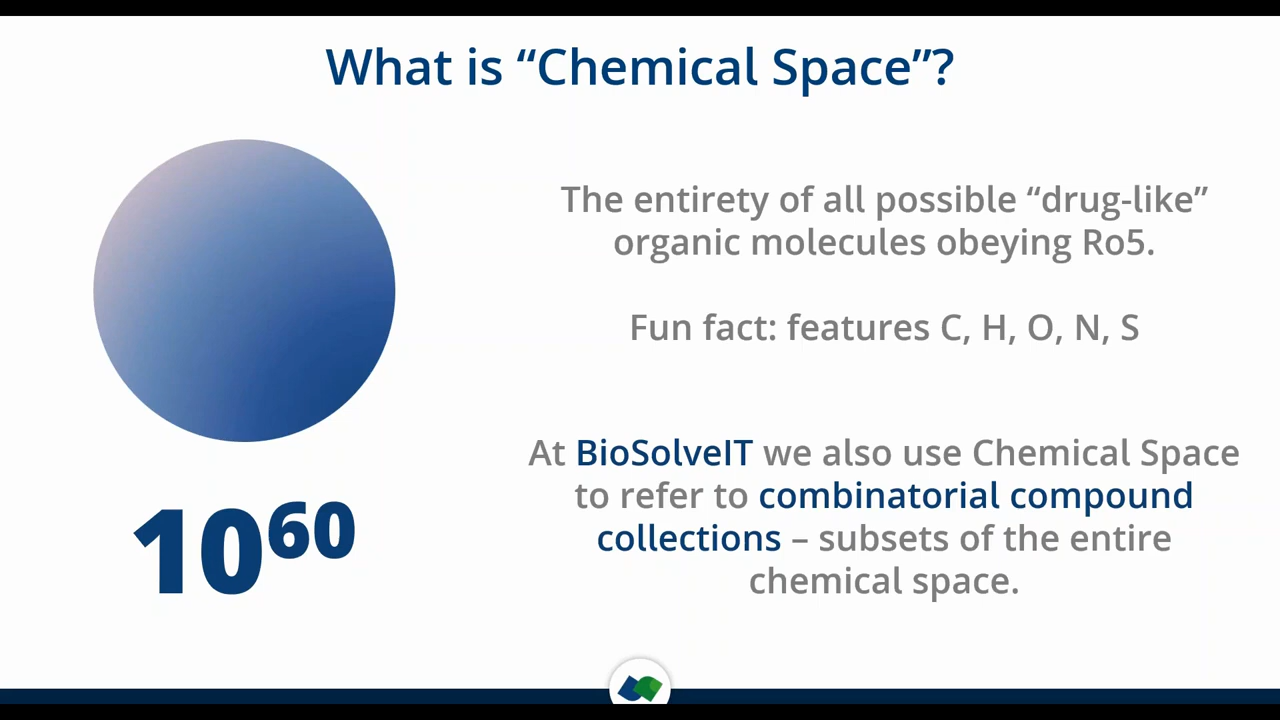 What is “Chemical Space”?
The entirety of all possible “drug-like”
organic molecules obeying Ro5.
Fun fact: features C, H, O, N, S
At BioSolveIT we also use Chemical Space
to refer to combinatorial compound
collections – subsets of the entire
chemical space.
10⁶⁰